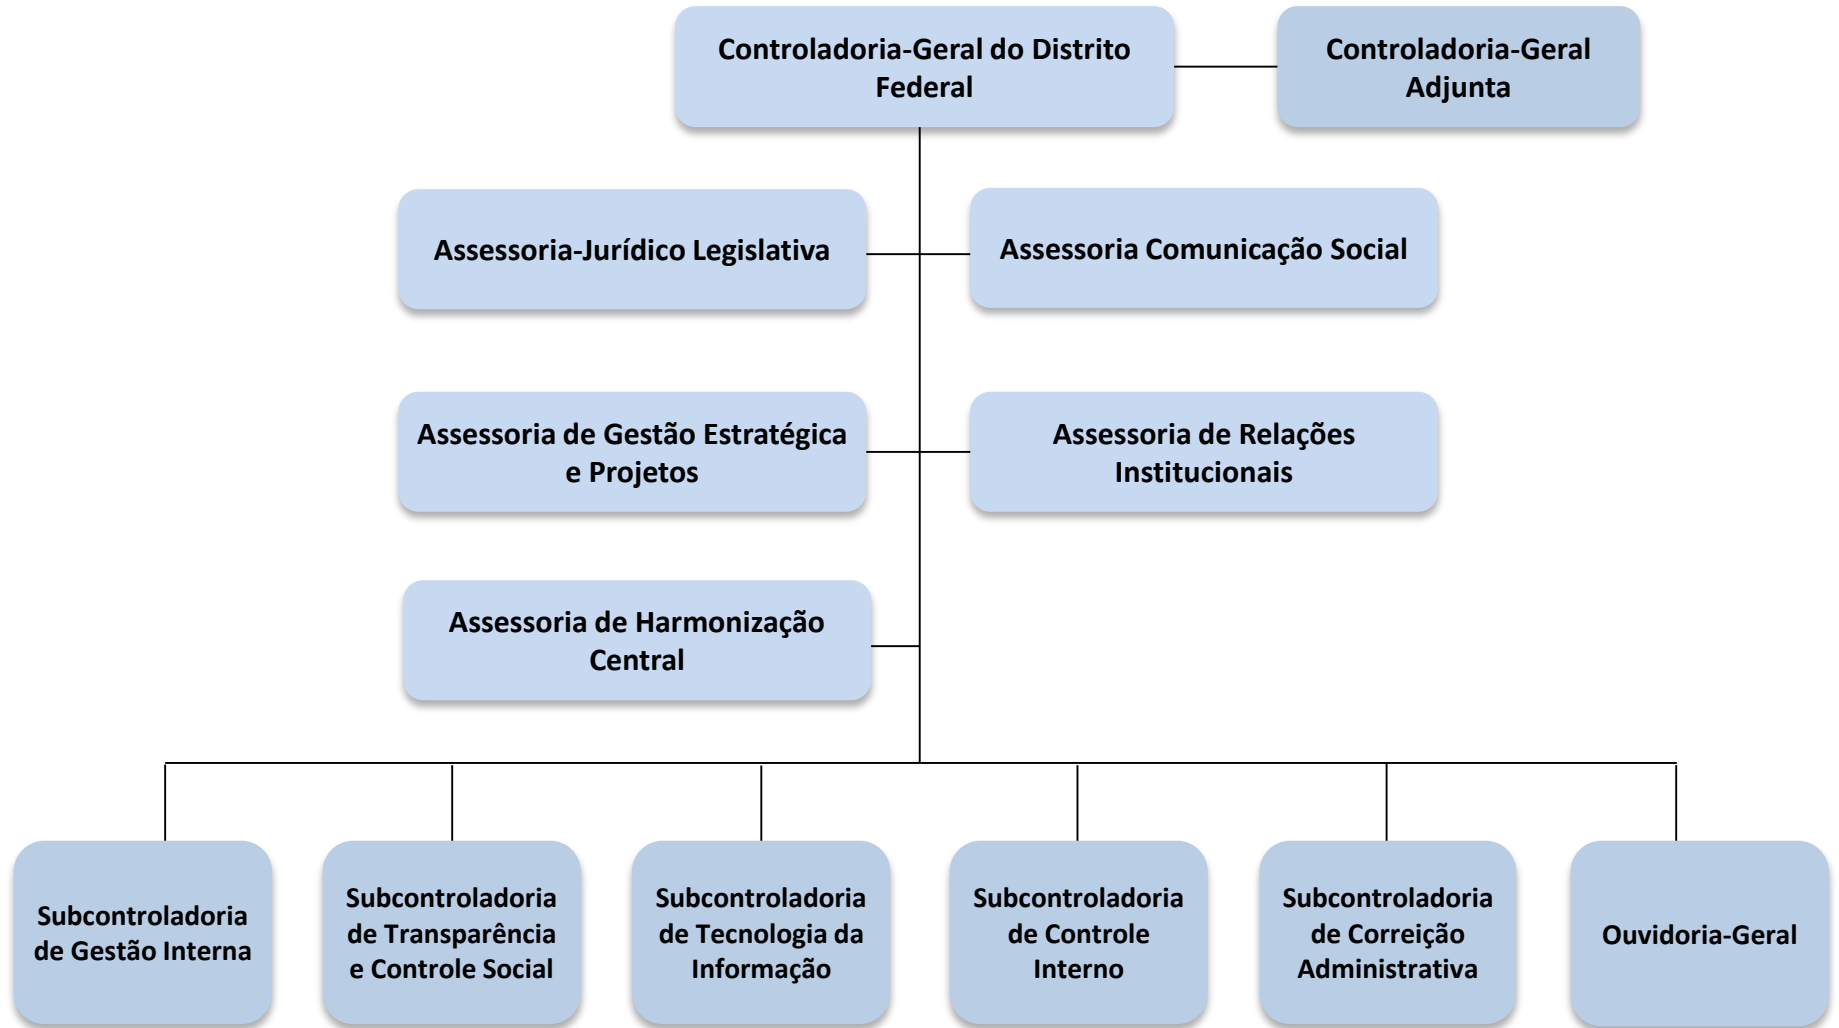 Controladoria-Geral do Distrito
Federal
Controladoria-Geral
Adjunta
Assessoria-Jurídico Legislativa
Assessoria Comunicação Social
Assessoria de Gestão Estratégica
e Projetos
Assessoria de Relações
Institucionais
Assessoria de Harmonização
Central
Subcontroladoria
de Gestão Interna
Subcontroladoria
de Transparência
e Controle Social
Subcontroladoria
de Tecnologia da
Informação
Subcontroladoria
de Controle
Interno
Subcontroladoria
de Correição
Administrativa
Ouvidoria-Geral